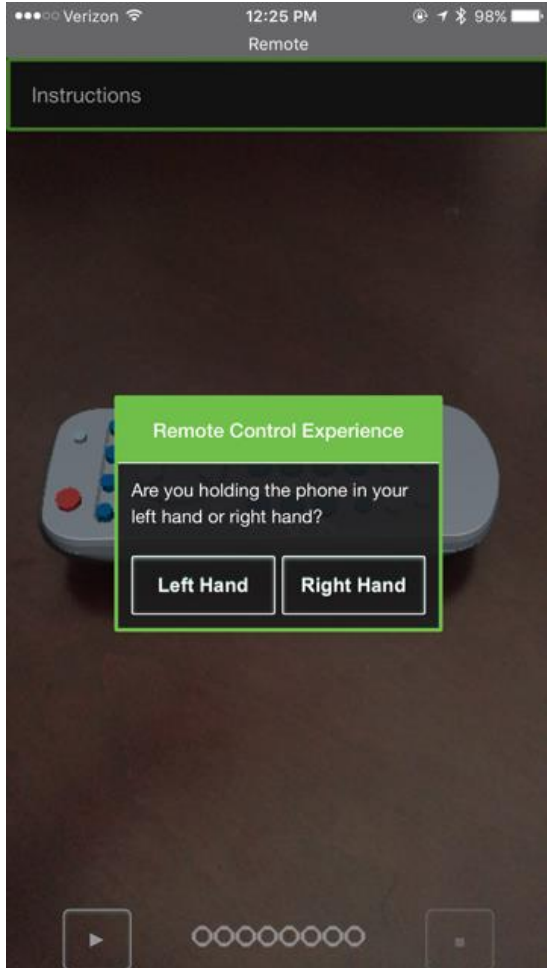 Verizon 12:25 PM 98%
Remote
Instructions
Remote Control Experience
Are you holding the phone in your
left hand or right hand?
Left Hand Right Hand